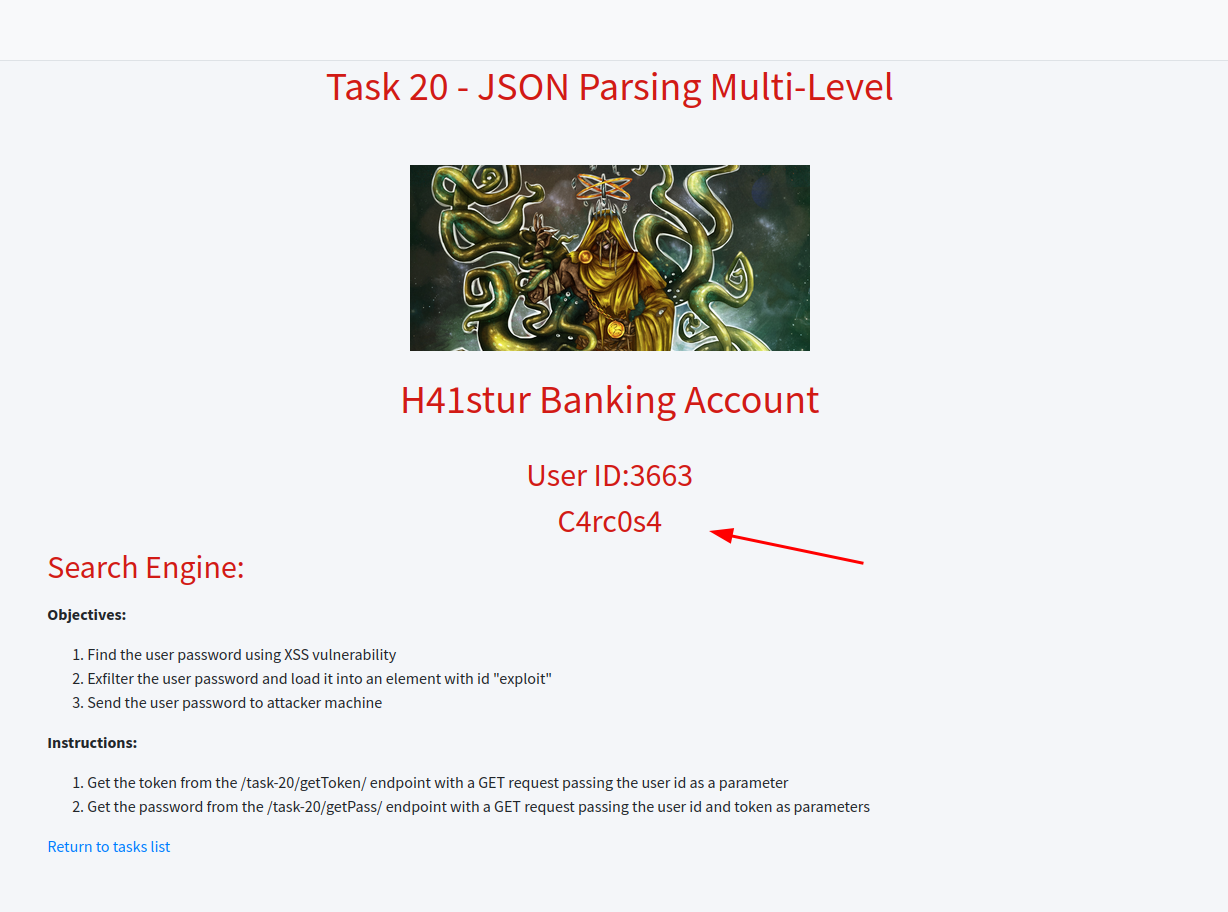 Task 20 - JSON Parsing Multi-Level
H41stur Banking Account
User ID:3663
C4rc0s4
Search Engine:
Objectives:
1. Find the user password using XSS vulnerability
2. Exfilter the user password and load it into an element with id "exploit"
3. Send the user password to attacker machine
Instructions:
1. Get the token from the /task-20/getToken/ endpoint with a GET request passing the user id as a parameter
2. Get the password from the /task-20/getPass/ endpoint with a GET request passing the user id and token as parameters
Return to tasks list